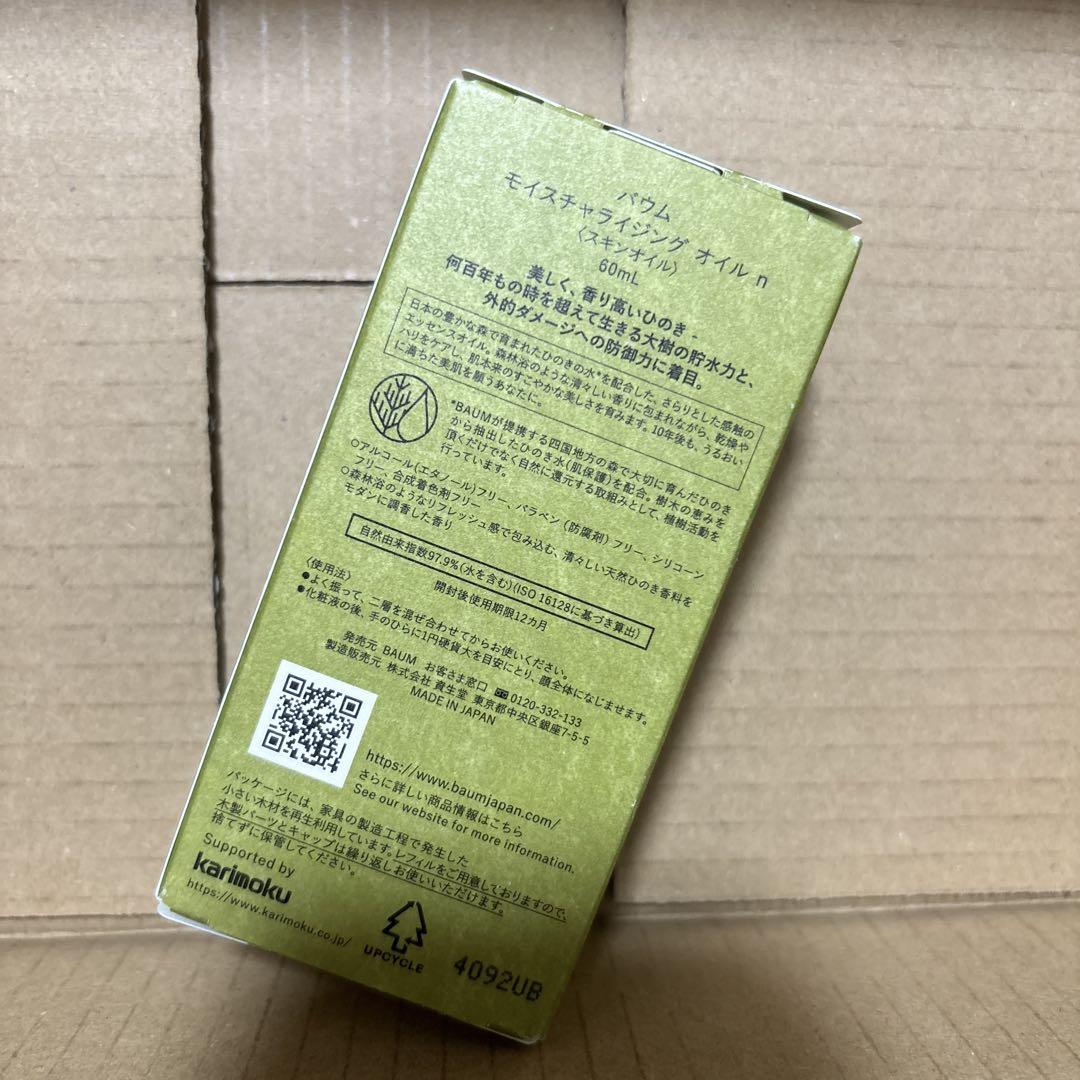 バウム
モイスチャライジング オイル n
〈スキンオイル〉
60mL
美しく、香り高いひのき -
何百年もの時を超えて生きる大樹の貯水力と、
外的ダメージへの防御力に着目。
日本の豊かな森で育まれたひのきの水*を配合した、さらりとした感触の
エッセンスオイル。森林浴のような清々しい香りに包まれながら、乾燥や
ハリをケアし、肌本来のすこやかな美しさを育みます。10年後も、うるおい
に満ちた美肌を願うあなたに。
*BAUMが提携する四国地方の森で大切に育んだひのき
から抽出したひのき水(肌保護)を配合。樹木の恵みを
頂くだけでなく自然に還元する取組みとして、植樹活動を
行っています。
○アルコール(エタノール)フリー、パラベン(防腐剤)フリー、シリコーン
フリー、合成着色剤フリー
○森林浴のようなリフレッシュ感で包み込む、清々しい天然ひのき香料を
モダンに調香した香り
自然由来指数97.9%(水を含む)(ISO 16128に基づき算出)
開封後使用期限12カ月
〈使用法〉
●よく振って、二層を混ぜ合わせてからお使いください。
●化粧液の後、手のひらに1円硬貨大を目安にとり、顔全体になじませます。
発売元 BAUM お客さま窓口 0120-332-133
製造販売元 株式会社 資生堂 東京都中央区銀座7-5-5
MADE IN JAPAN
https://www.baumjapan.com/
さらに詳しい商品情報はこちら
See our website for more information.
パッケージには、家具の製造工程で発生した
小さい木材を再生利用しています。レフィルをご用意しておりますので、
木製パーツとキャップは繰り返しお使いいただけます。
捨てずに保管してください。
Supported by
karimoku
https://www.karimoku.co.jp/
UPCYCLE
4092UB